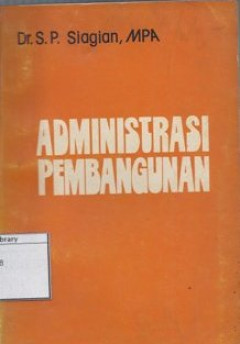 Dr. S. P. Siagian, MPA
ADMINISTRASI
PEMBANGUNAN